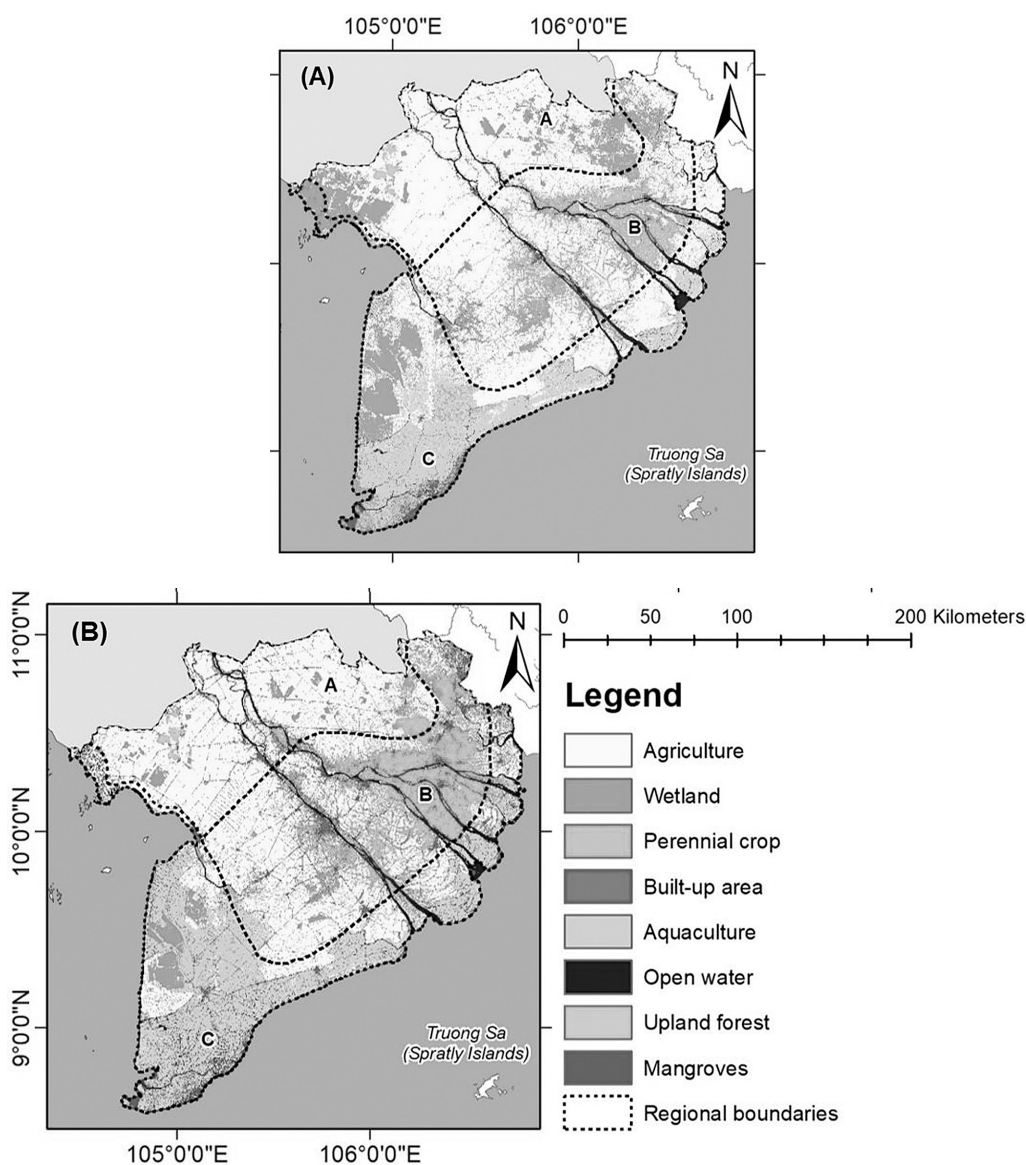 105°0'0"E 106°0'0"E
(A)
N
A
B
C
Truong Sa
(Spratly Islands)
11°0'0"N
10°0'0"N
9°0'0"N
(B)
N
A
B
C
Truong Sa
(Spratly Islands)
105°0'0"E 106°0'0"E
0 50 100 200 Kilometers
Legend
Agriculture
Wetland
Perennial crop
Built-up area
Aquaculture
Open water
Upland forest
Mangroves
Regional boundaries